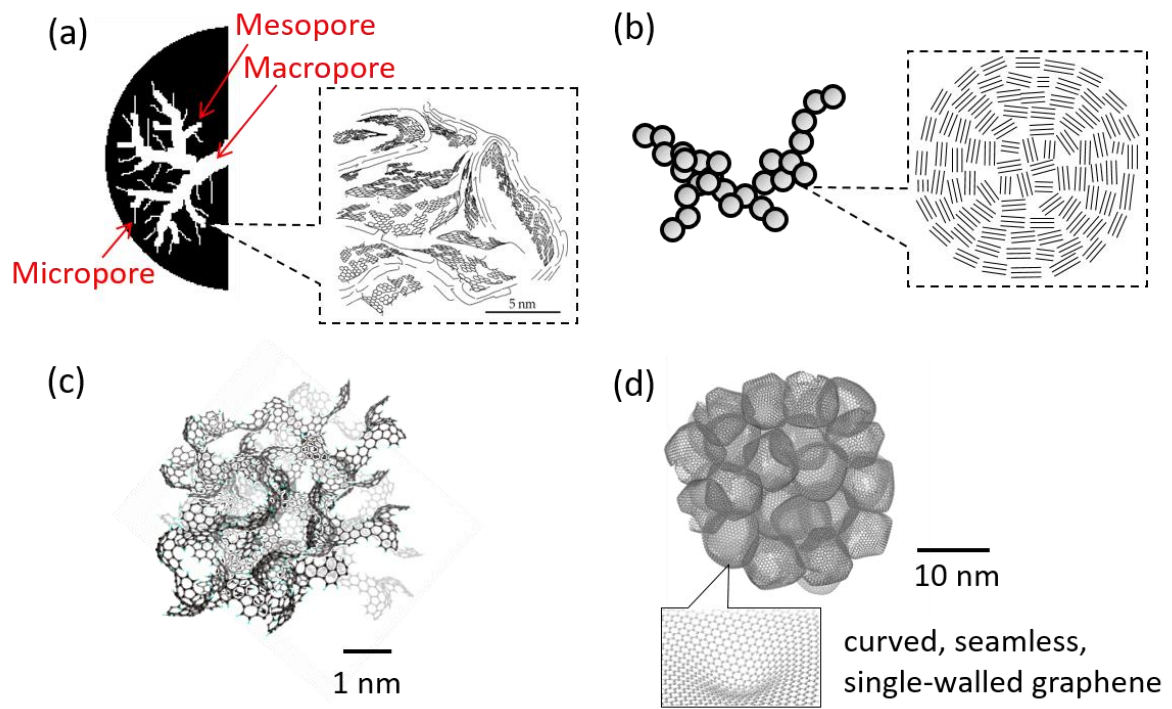 (a)
Mesopore
Macropore
Micropore
5 nm
(b)
(c)
1 nm
(d)
10 nm
curved, seamless,
single-walled graphene